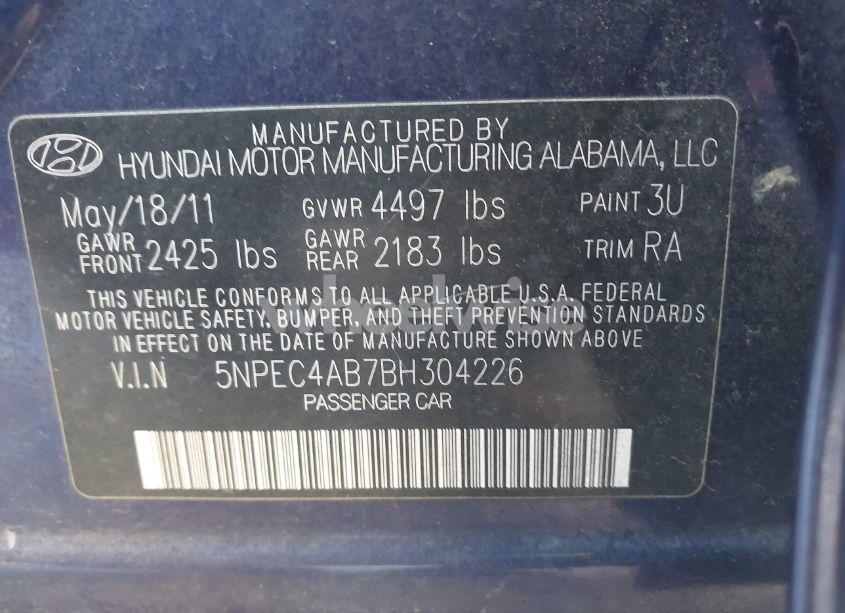 MANUFACTURED BY
HYUNDAI MOTOR MANUFACTURING ALABAMA, LLC
May/18/11 GVWR 4497 lbs PAINT 3U
GAWR FRONT 2425 lbs GAWR REAR 2183 lbs TRIM RA
THIS VEHICLE CONFORMS TO ALL APPLICABLE U.S.A. FEDERAL
MOTOR VEHICLE SAFETY, BUMPER, AND THEFT PREVENTION STANDARDS
IN EFFECT ON THE DATE OF MANUFACTURE SHOWN ABOVE
V.I.N 5NPEC4AB7BH304226
PASSENGER CAR
wheelwise